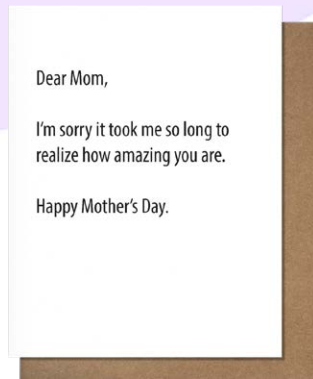 Dear Mom,
I'm sorry it took me so long to
realize how amazing you are.
Happy Mother's Day.